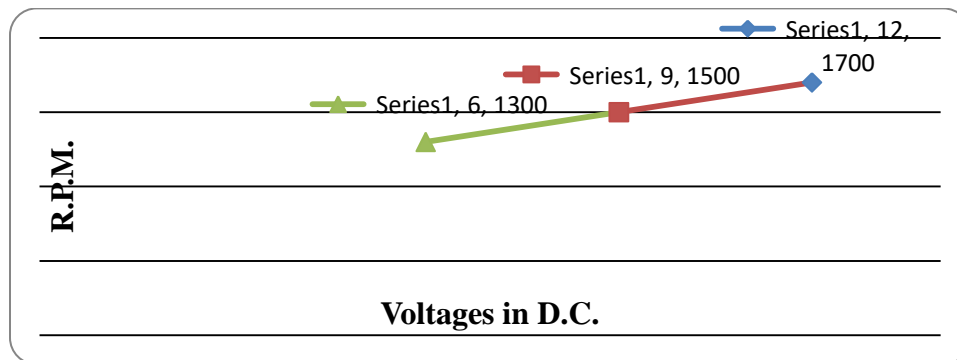 Series1, 12,
1700
Series1, 9, 1500
Series1, 6, 1300
R.P.M.
Voltages in D.C.